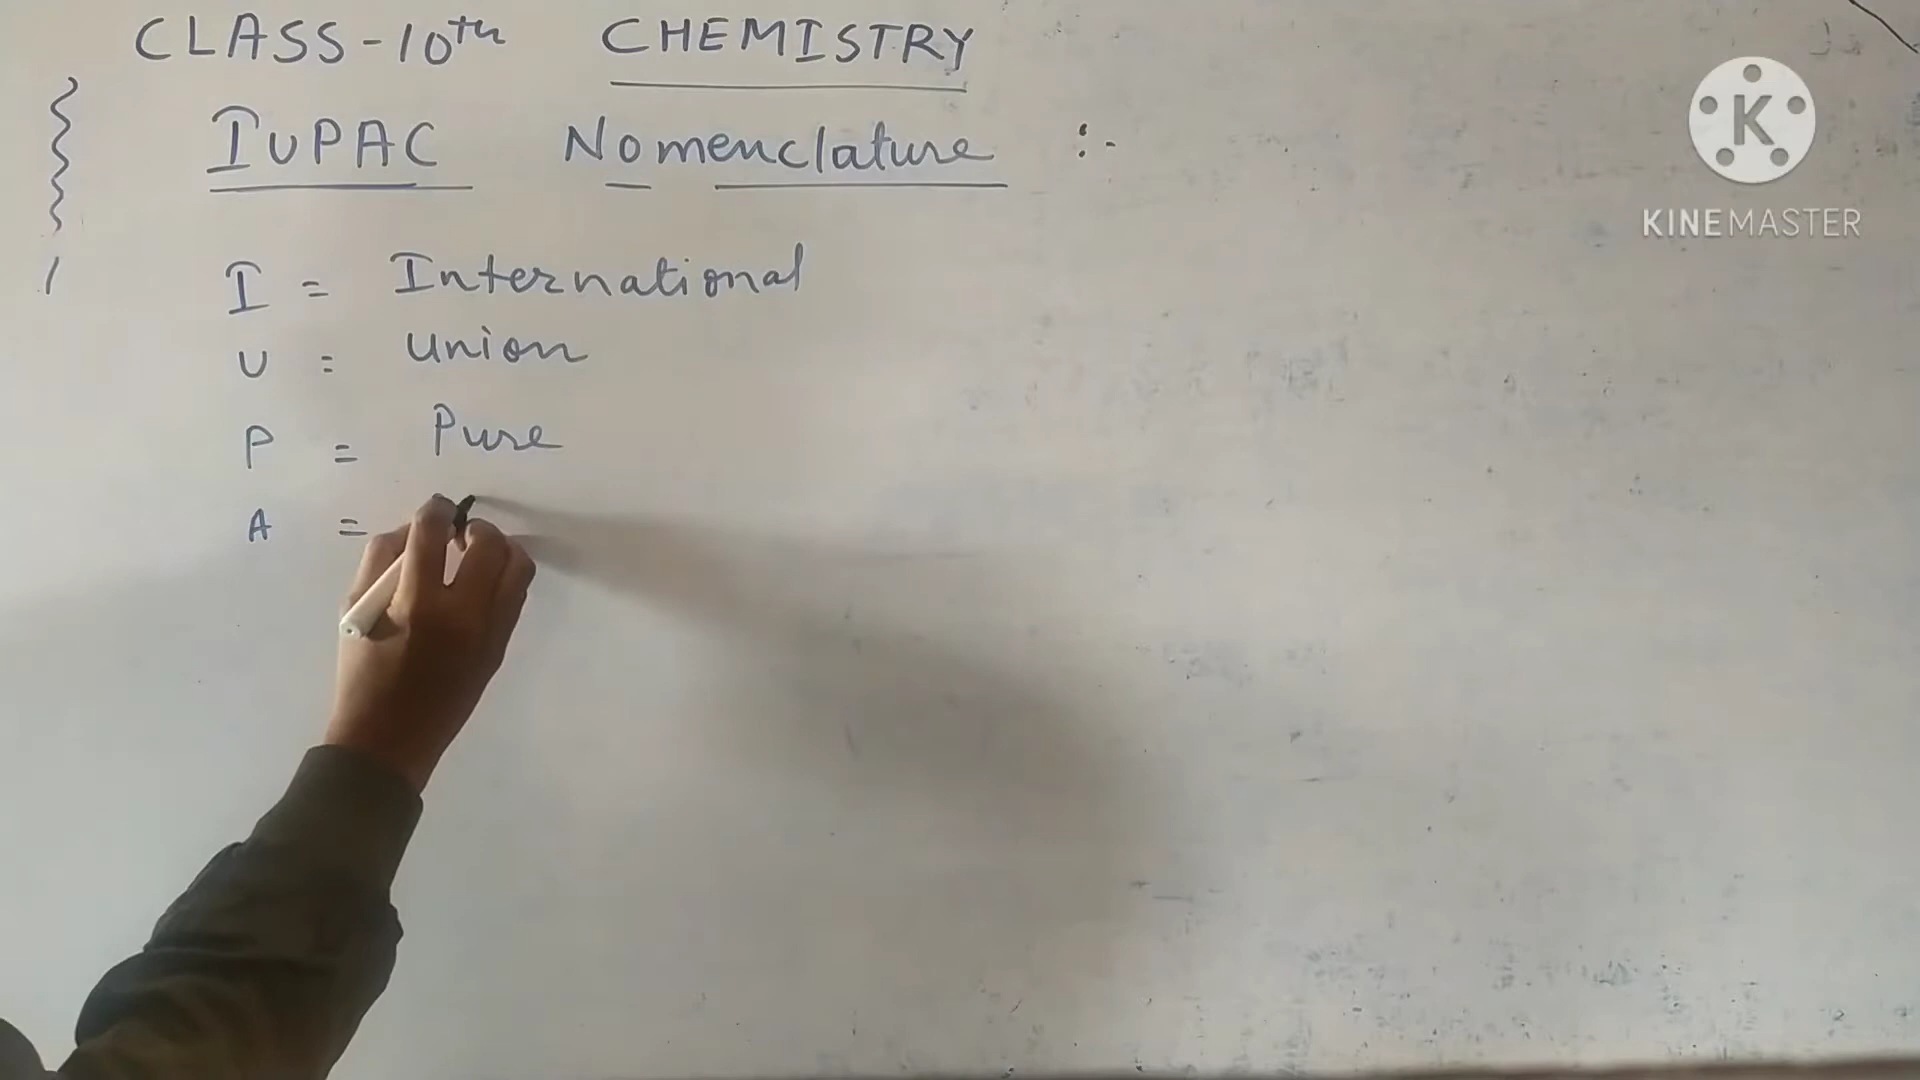 CLASS-10th CHEMISTRY
IUPAC Nomenclature :-
I = International
U = Union
P = Pure
A =
K
KINEMASTER